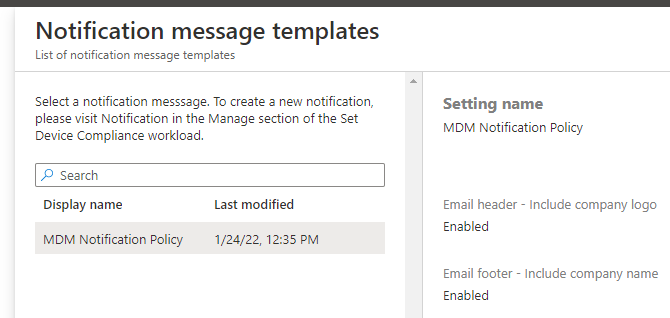 Notification message templates
List of notification message templates
Select a notification messsage. To create a new notification,
please visit Notification in the Manage section of the Set
Device Compliance workload.
Search
Display name Last modified
MDM Notification Policy 1/24/22, 12:35 PM
Setting name
MDM Notification Policy
Email header - Include company logo
Enabled
Email footer - Include company name
Enabled